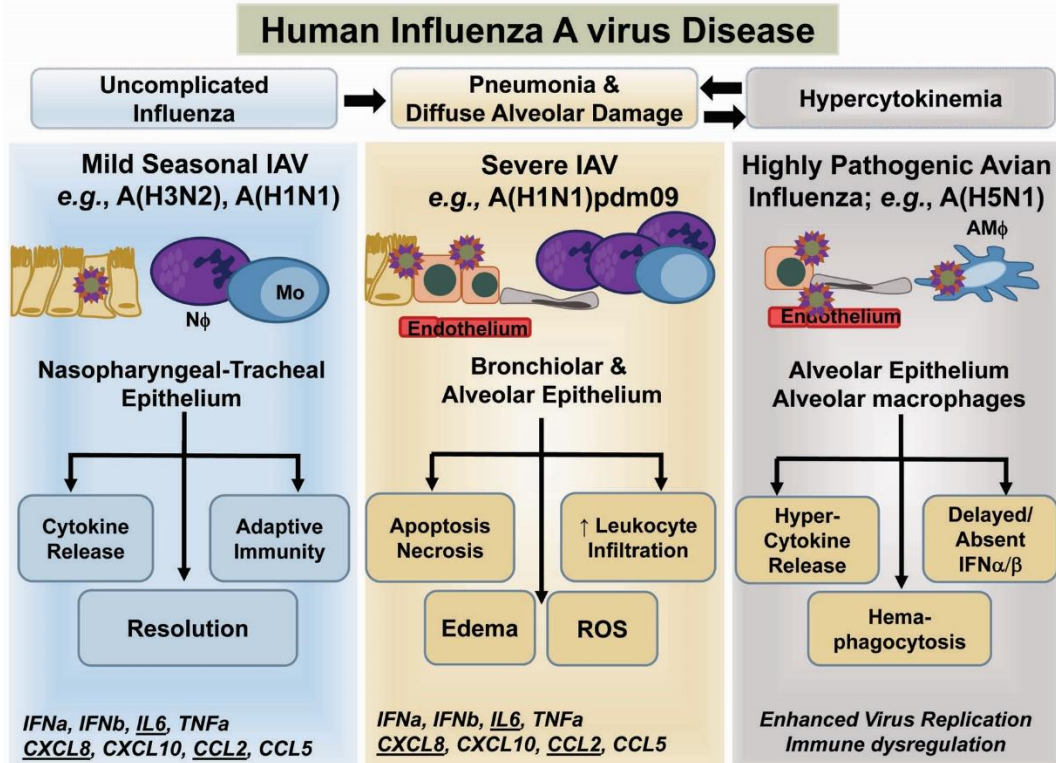 Human Influenza A virus Disease
Uncomplicated
Influenza
Pneumonia &
Diffuse Alveolar Damage
Hypercytokinemia
Mild Seasonal IAV
e.g., A(H3N2), A(H1N1)
Mo
Nϕ
Nasopharyngeal-Tracheal
Epithelium
Cytokine
Release
Adaptive
Immunity
Resolution
IFNa, IFNb, IL6, TNFa
CXCL8, CXCL10, CCL2, CCL5
Severe IAV
e.g., A(H1N1)pdm09
Endothelium
Bronchiolar &
Alveolar Epithelium
Apoptosis
Necrosis
↑ Leukocyte
Infiltration
Edema
ROS
IFNa, IFNb, IL6, TNFa
CXCL8, CXCL10, CCL2, CCL5
Highly Pathogenic Avian
Influenza; e.g., A(H5N1)
AMϕ
Endothelium
Alveolar Epithelium
Alveolar macrophages
Hyper-
Cytokine
Release
Delayed/
Absent
IFNα/β
Hema-
phagocytosis
Enhanced Virus Replication
Immune dysregulation